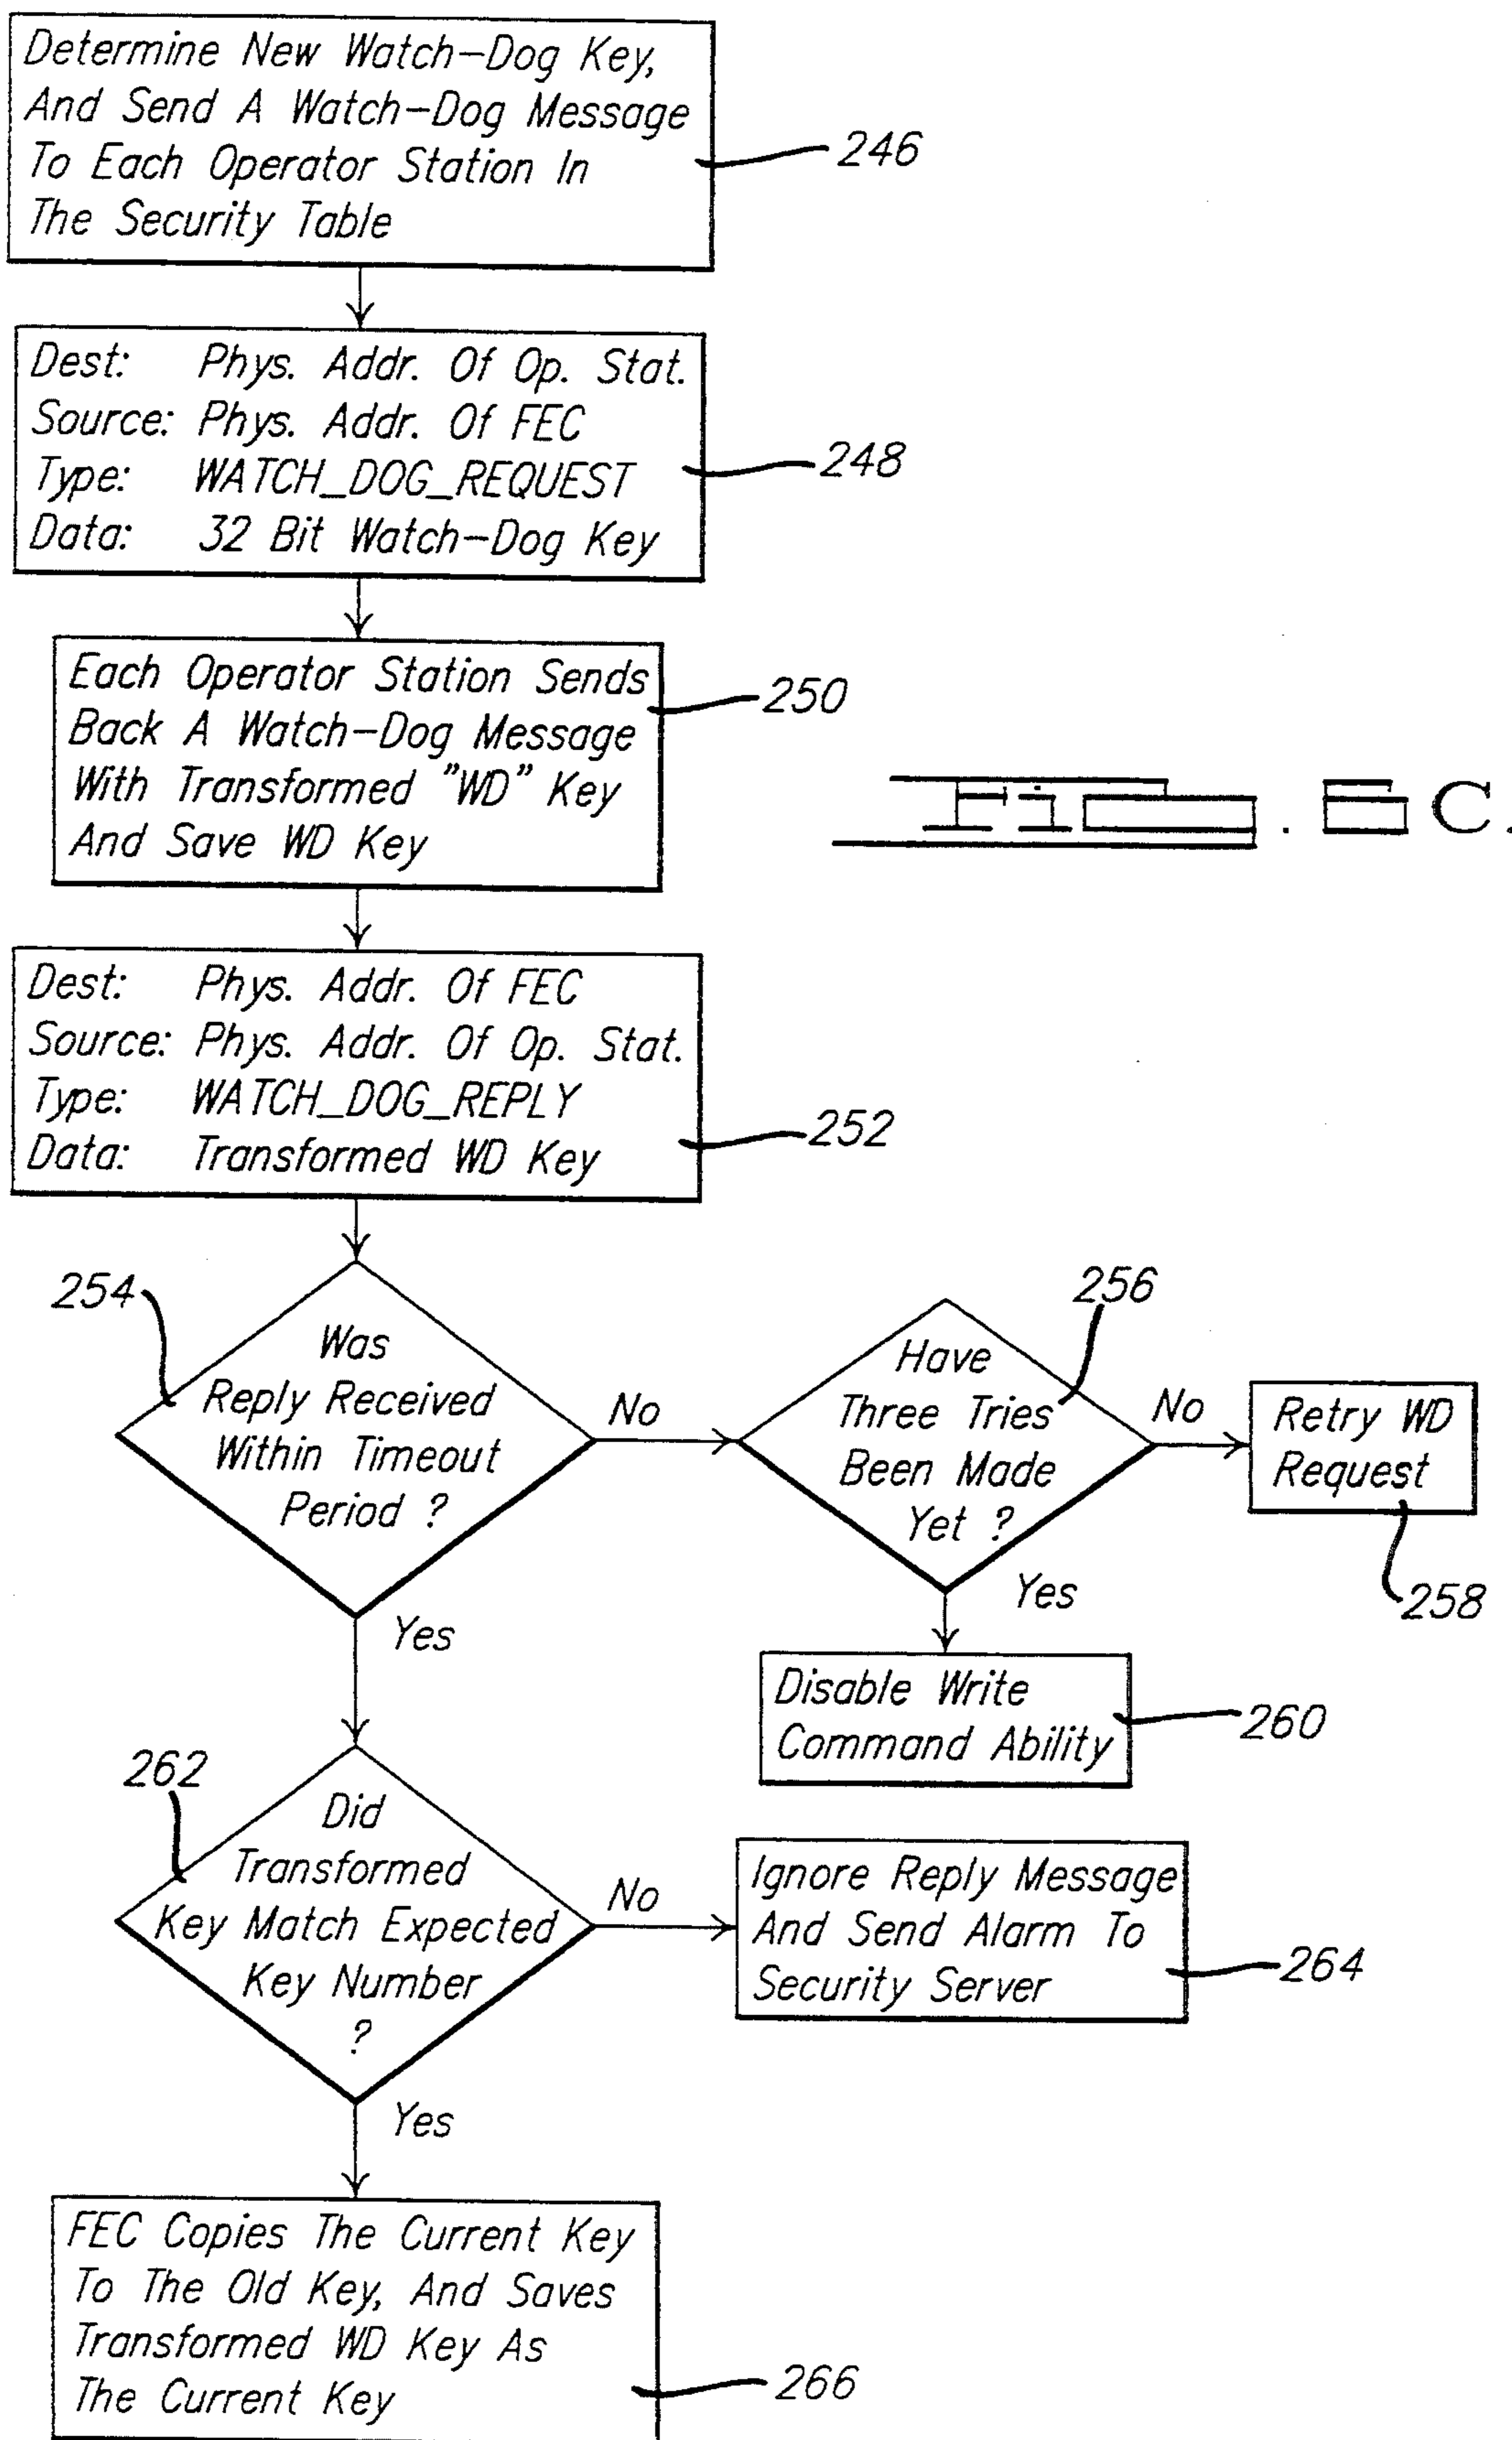 Determine New Watch-Dog Key,
And Send A Watch-Dog Message
To Each Operator Station In
The Security Table
246
Dest: Phys. Addr. Of Op. Stat.
Source: Phys. Addr. Of FEC
Type: WATCH_DOG_REQUEST
Data: 32 Bit Watch-Dog Key
248
Each Operator Station Sends
Back A Watch-Dog Message
With Transformed "WD" Key
And Save WD Key
250
C.
Dest: Phys. Addr. Of FEC
Source: Phys. Addr. Of Op. Stat.
Type: WATCH_DOG_REPLY
Data: Transformed WD Key
252
254
Was
Reply Received
Within Timeout
Period ?
No
Yes
256
Have
Three Tries
Been Made
Yet ?
No
Yes
Retry WD
Request
258
Disable Write
Command Ability
260
262
Did
Transformed
Key Match Expected
Key Number
?
No
Yes
Ignore Reply Message
And Send Alarm To
Security Server
264
FEC Copies The Current Key
To The Old Key, And Saves
Transformed WD Key As
The Current Key
266